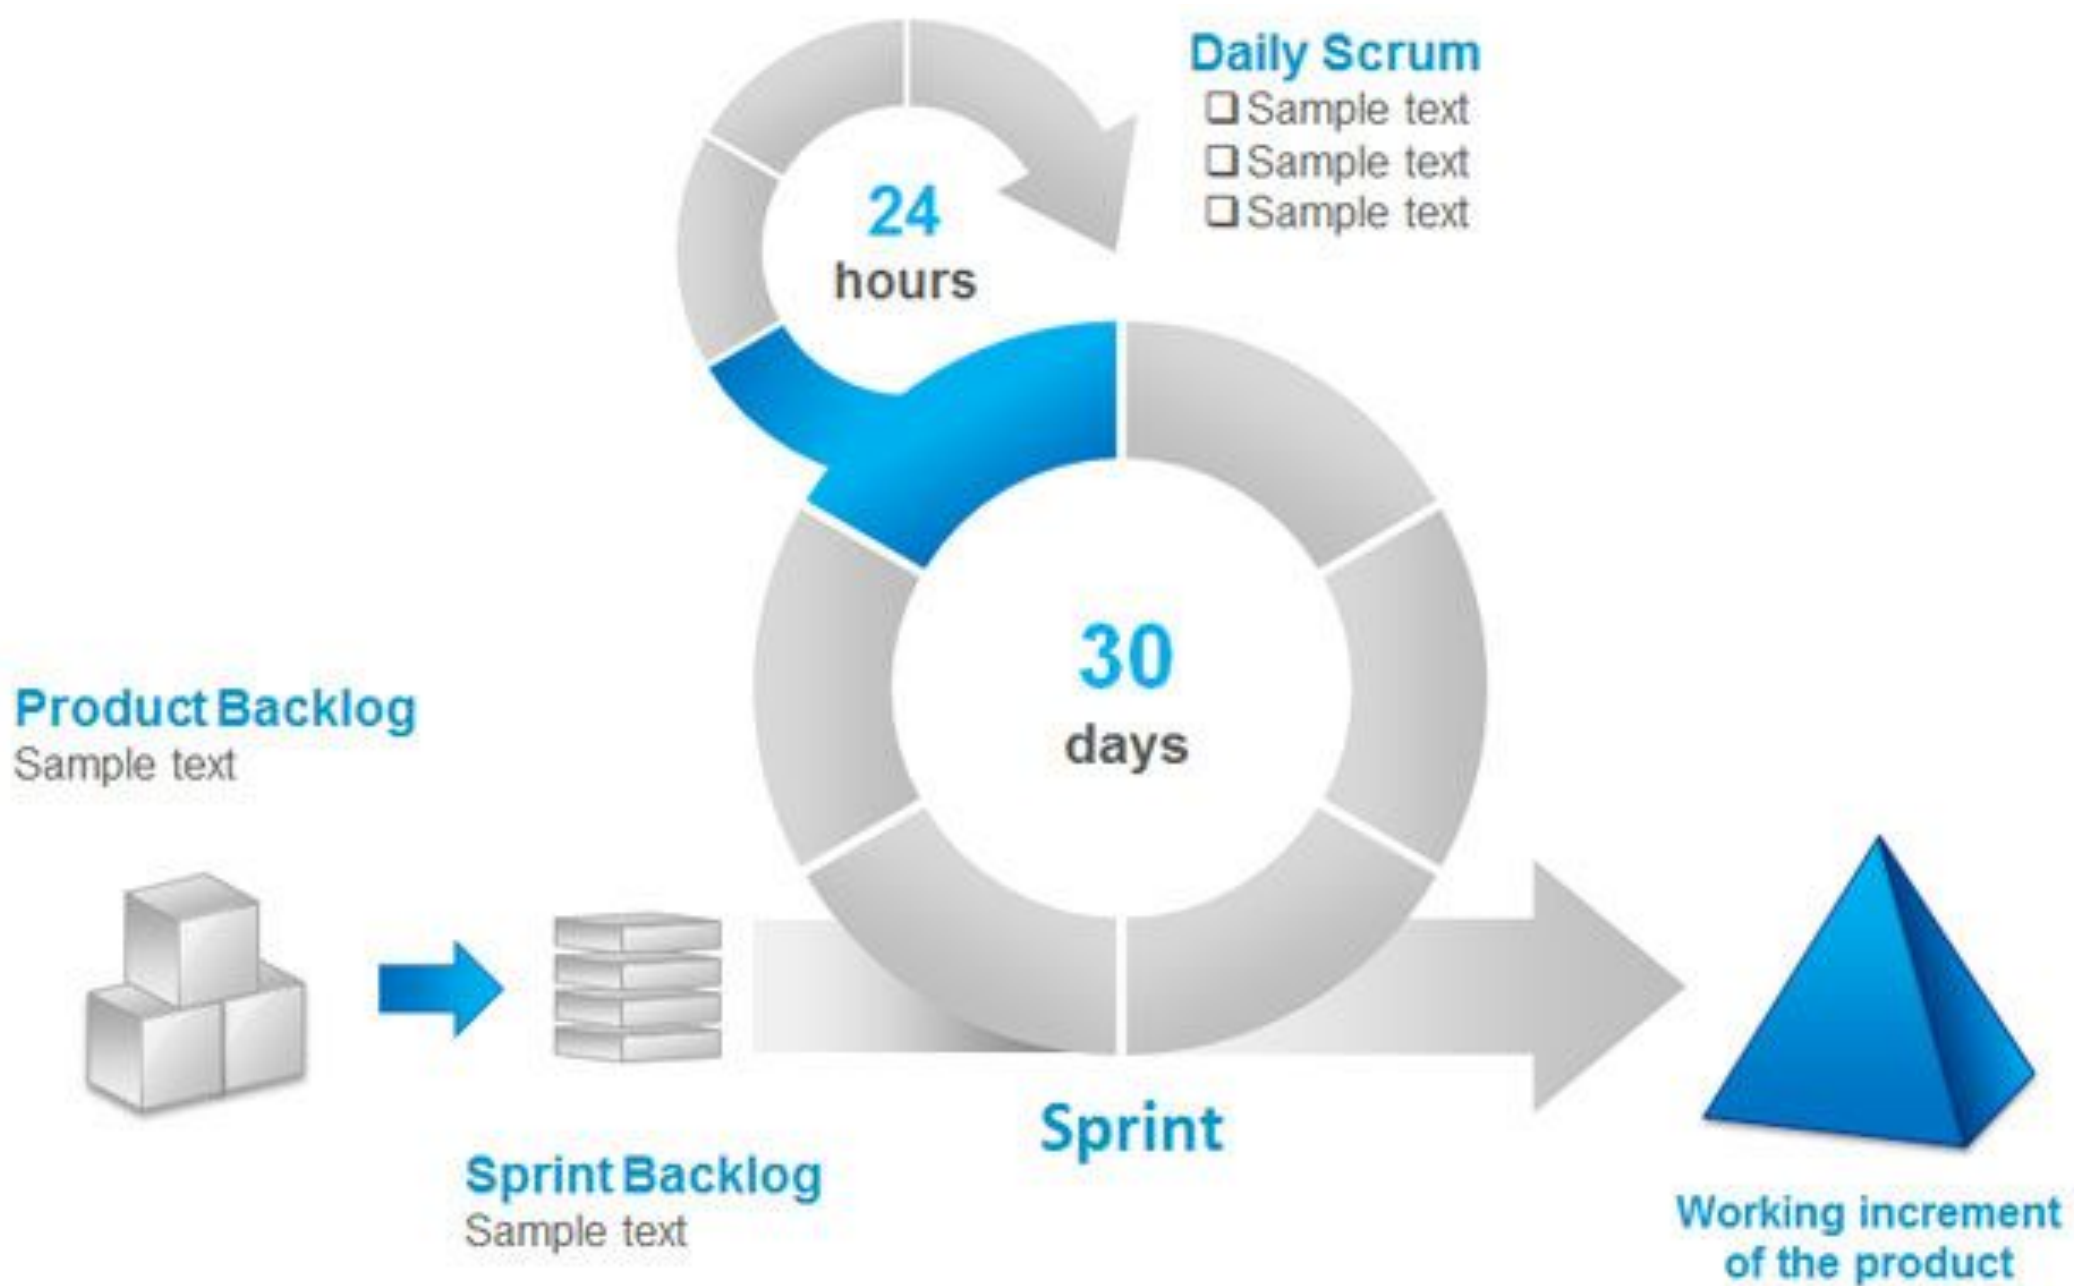 Daily Scrum
❑ Sample text
❑ Sample text
❑ Sample text
24
hours
30
days
Product Backlog
Sample text
Sprint
Sprint Backlog
Sample text
Working increment
of the product